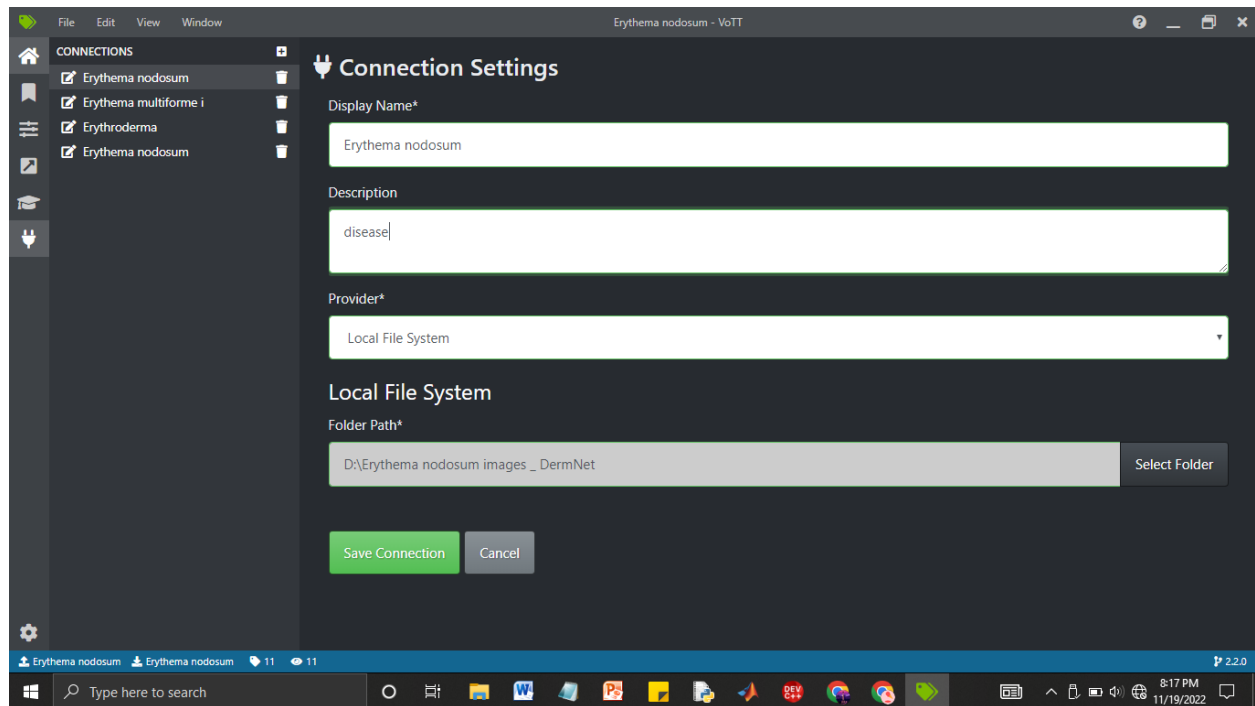 File Edit View Window Erythema nodosum - VoTT
CONNECTIONS
Erythema nodosum
Erythema multiforme i
Erythroderma
Erythema nodosum
Connection Settings
Display Name*
Erythema nodosum
Description
disease
Provider*
Local File System
Local File System
Folder Path*
D:\Erythema nodosum images _ DermNet Select Folder
Save Connection Cancel
Erythema nodosum Erythema nodosum 11 11 2.2.0
Type here to search
DEV C++
8:17 PM
11/19/2022